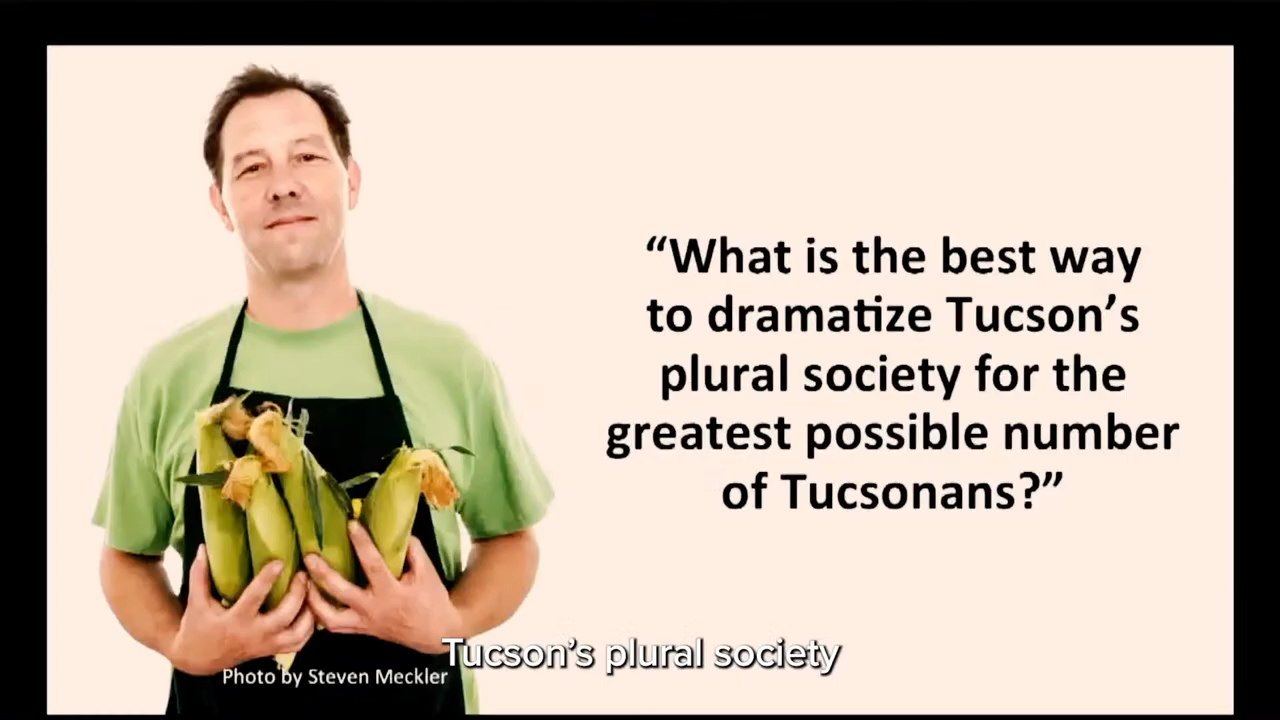 “What is the best way
to dramatize Tucson’s
plural society for the
greatest possible number
of Tucsonans?”
Tucson’s plural society
Photo by Steven Meckler